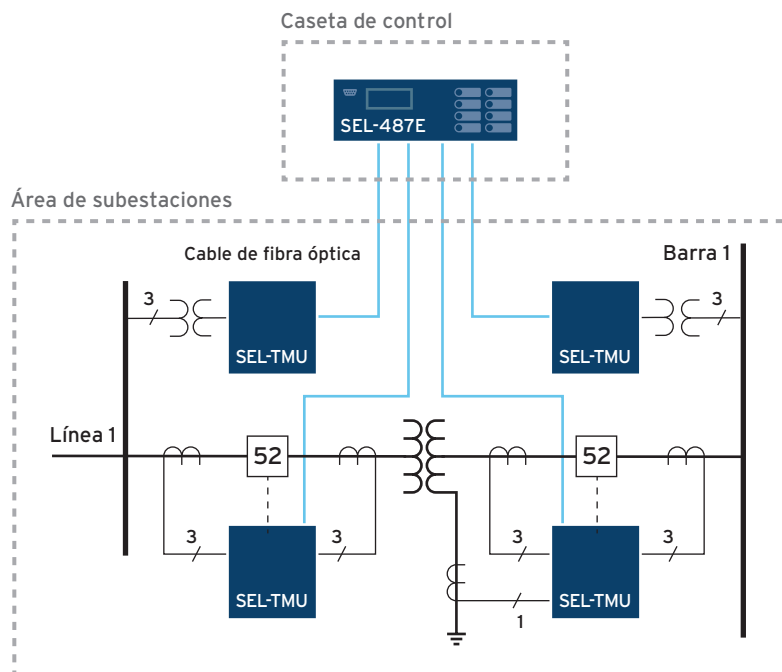 Caseta de control
SEL-487E
Área de subestaciones
Cable de fibra óptica
Barra 1
3
3
SEL-TMU
SEL-TMU
Línea 1
52
52
3
3
3
3
SEL-TMU
SEL-TMU
1